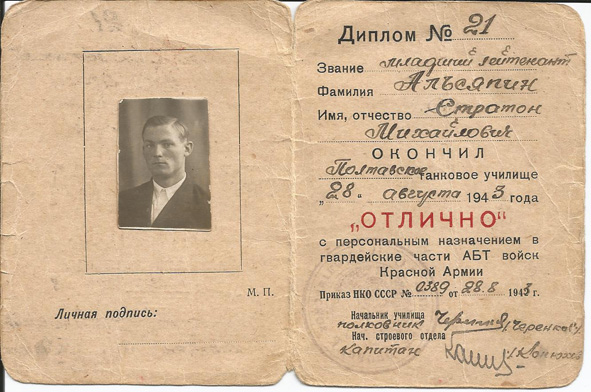 М. П.
Личная подпись:
Диплом № 21
Звание младший лейтенант
Фамилия Альсяпин
Имя, отчество Стратон
Михайлович
ОКОНЧИЛ
Полтавское танковое училище
„28“ августа 1943 года
„ОТЛИЧНО“
с персональным назначением в
гвардейские части АБТ войск
Красной Армии
Приказ НКО СССР № 0389 от 28.8 1943 г.
Начальник училища
полковник
Нач. строевого отдела
капитан